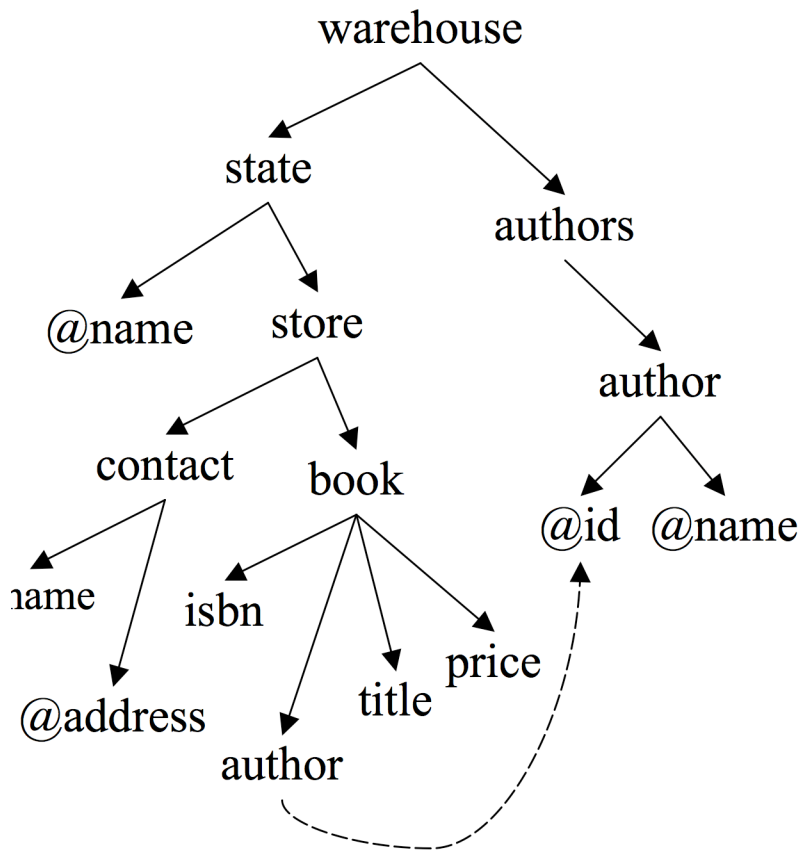 warehouse
state
authors
@name
store
author
contact
book
@id
@name
isbn
price
title
@address
author